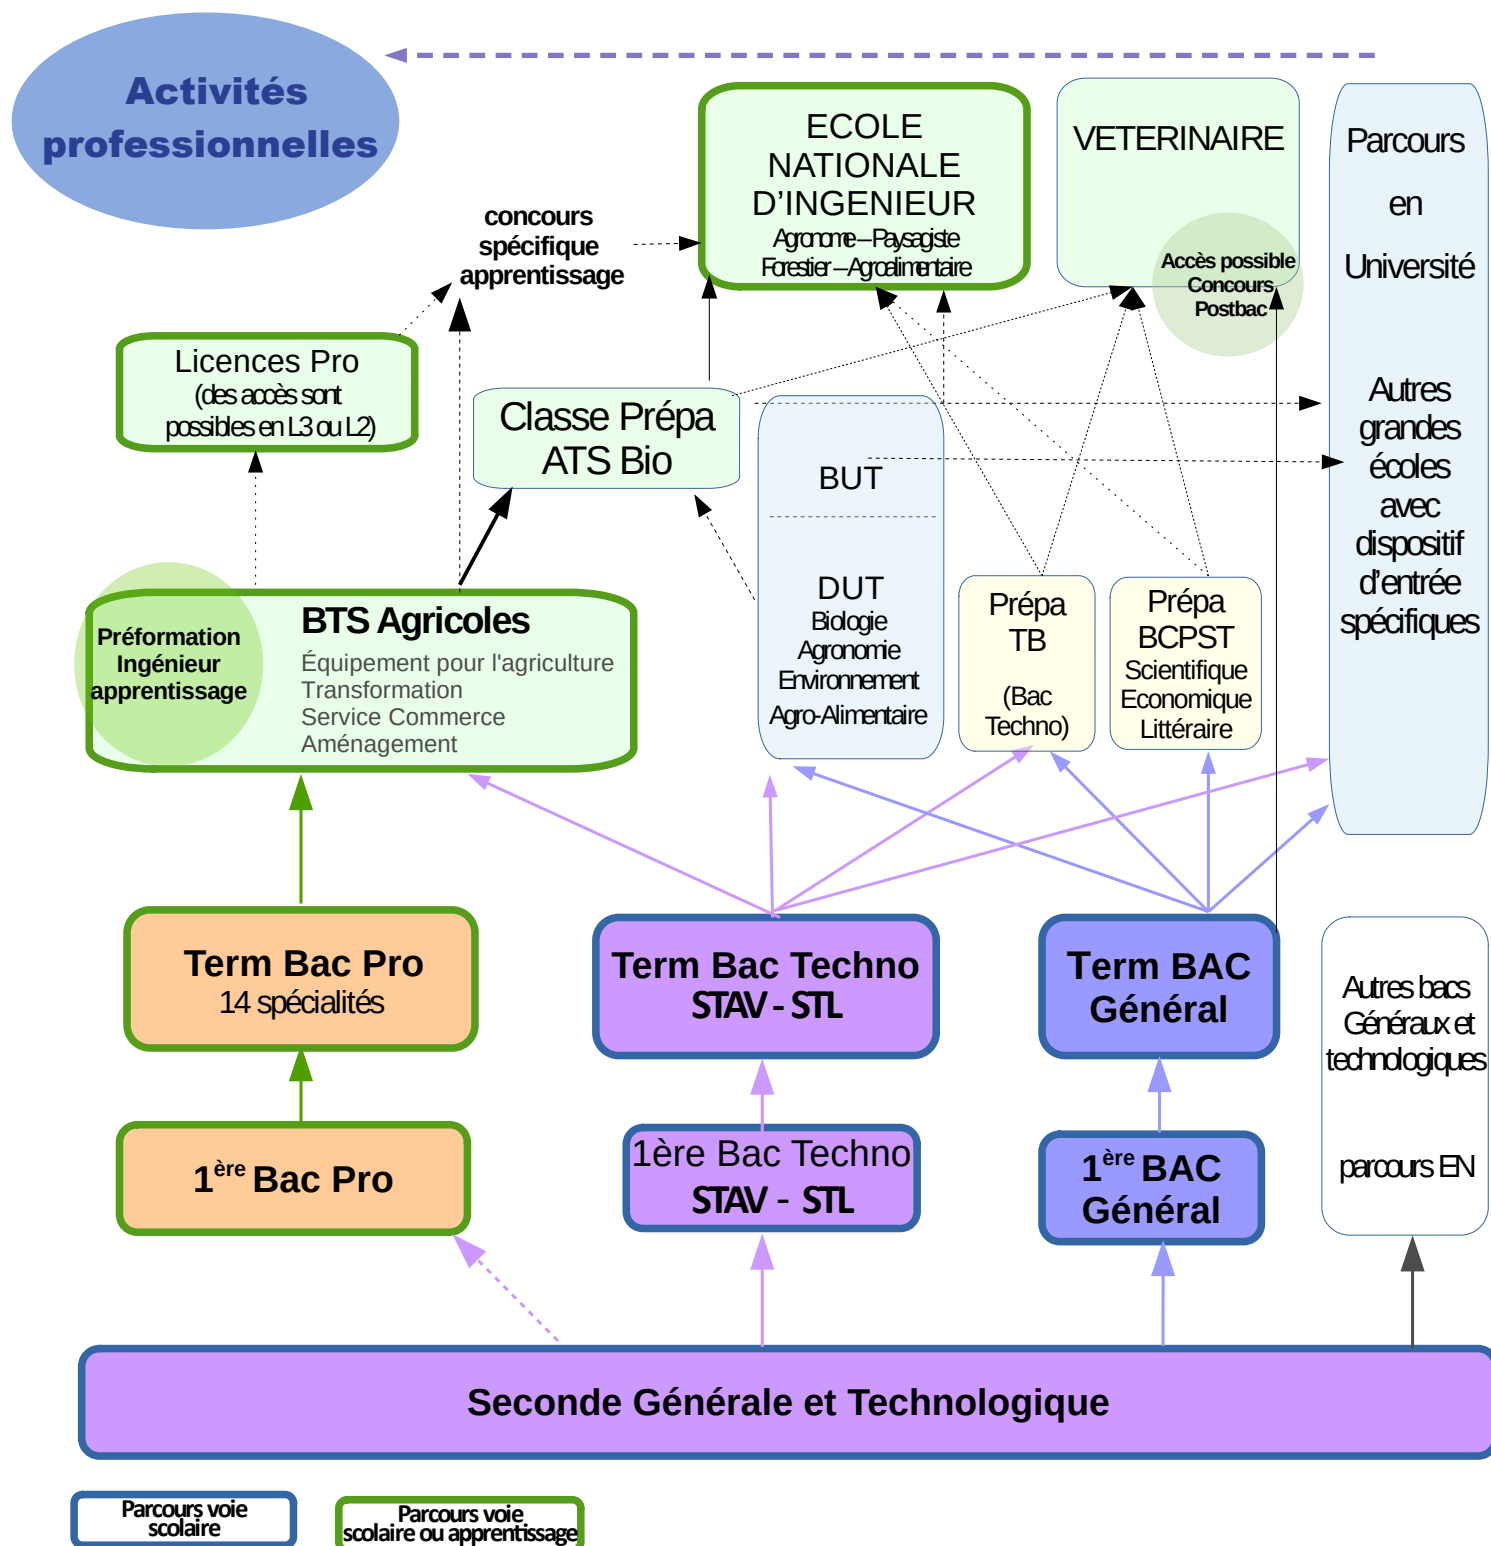 Activités
professionnelles
ECOLE
NATIONALE
D'INGENIEUR
Agronome – Paysagiste
Forestier – Agroalimentaire
VETERINAIRE
Accès possible
Concours
Postbac
Parcours
en
Université
Autres
grandes
écoles
avec
dispositif
d'entrée
spécifiques
concours
spécifique
apprentissage
Licences Pro
(des accès sont
possibles en L3 ou L2)
Classe Prépa
ATS Bio
BUT
DUT
Biologie
Agronomie
Environnement
Agro-Alimentaire
Prépa
TB
(Bac
Techno)
Prépa
BCPST
Scientifique
Economique
Littéraire
Préformation
Ingénieur
apprentissage
BTS Agricoles
Équipement pour l'agriculture
Transformation
Service Commerce
Aménagement
Term Bac Pro
14 spécialités
Term Bac Techno
STAV - STL
Term BAC
Général
Autres bacs
Généraux et
technologiques
parcours EN
1ère Bac Pro
1ère Bac Techno
STAV - STL
1ère BAC
Général
Seconde Générale et Technologique
Parcours voie
scolaire
Parcours voie
scolaire ou apprentissage